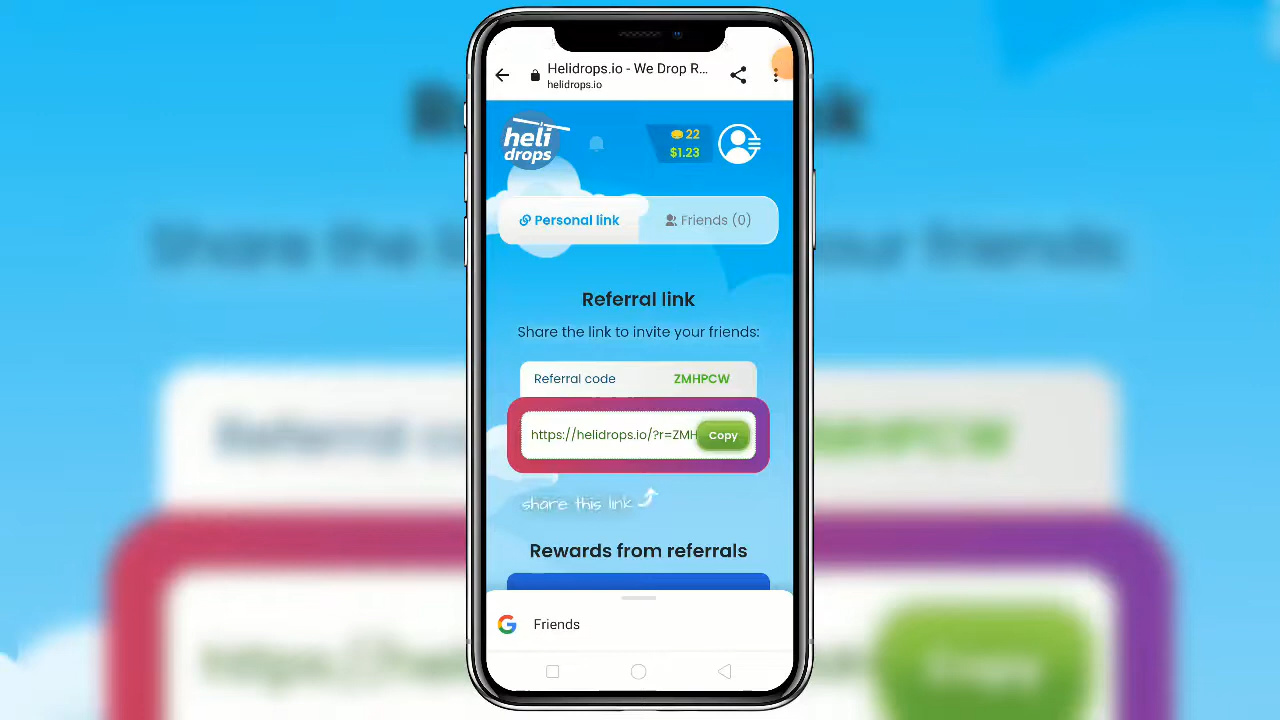 Helidrops.io - We Drop R...
helidrops.io
heli
drops
22
$1.23
Personal link
Friends (0)
Referral link
Share the link to invite your friends:
Referral code
ZMHPCW
https://helidrops.io/?r=ZMH
Copy
share this link
Rewards from referrals
Friends